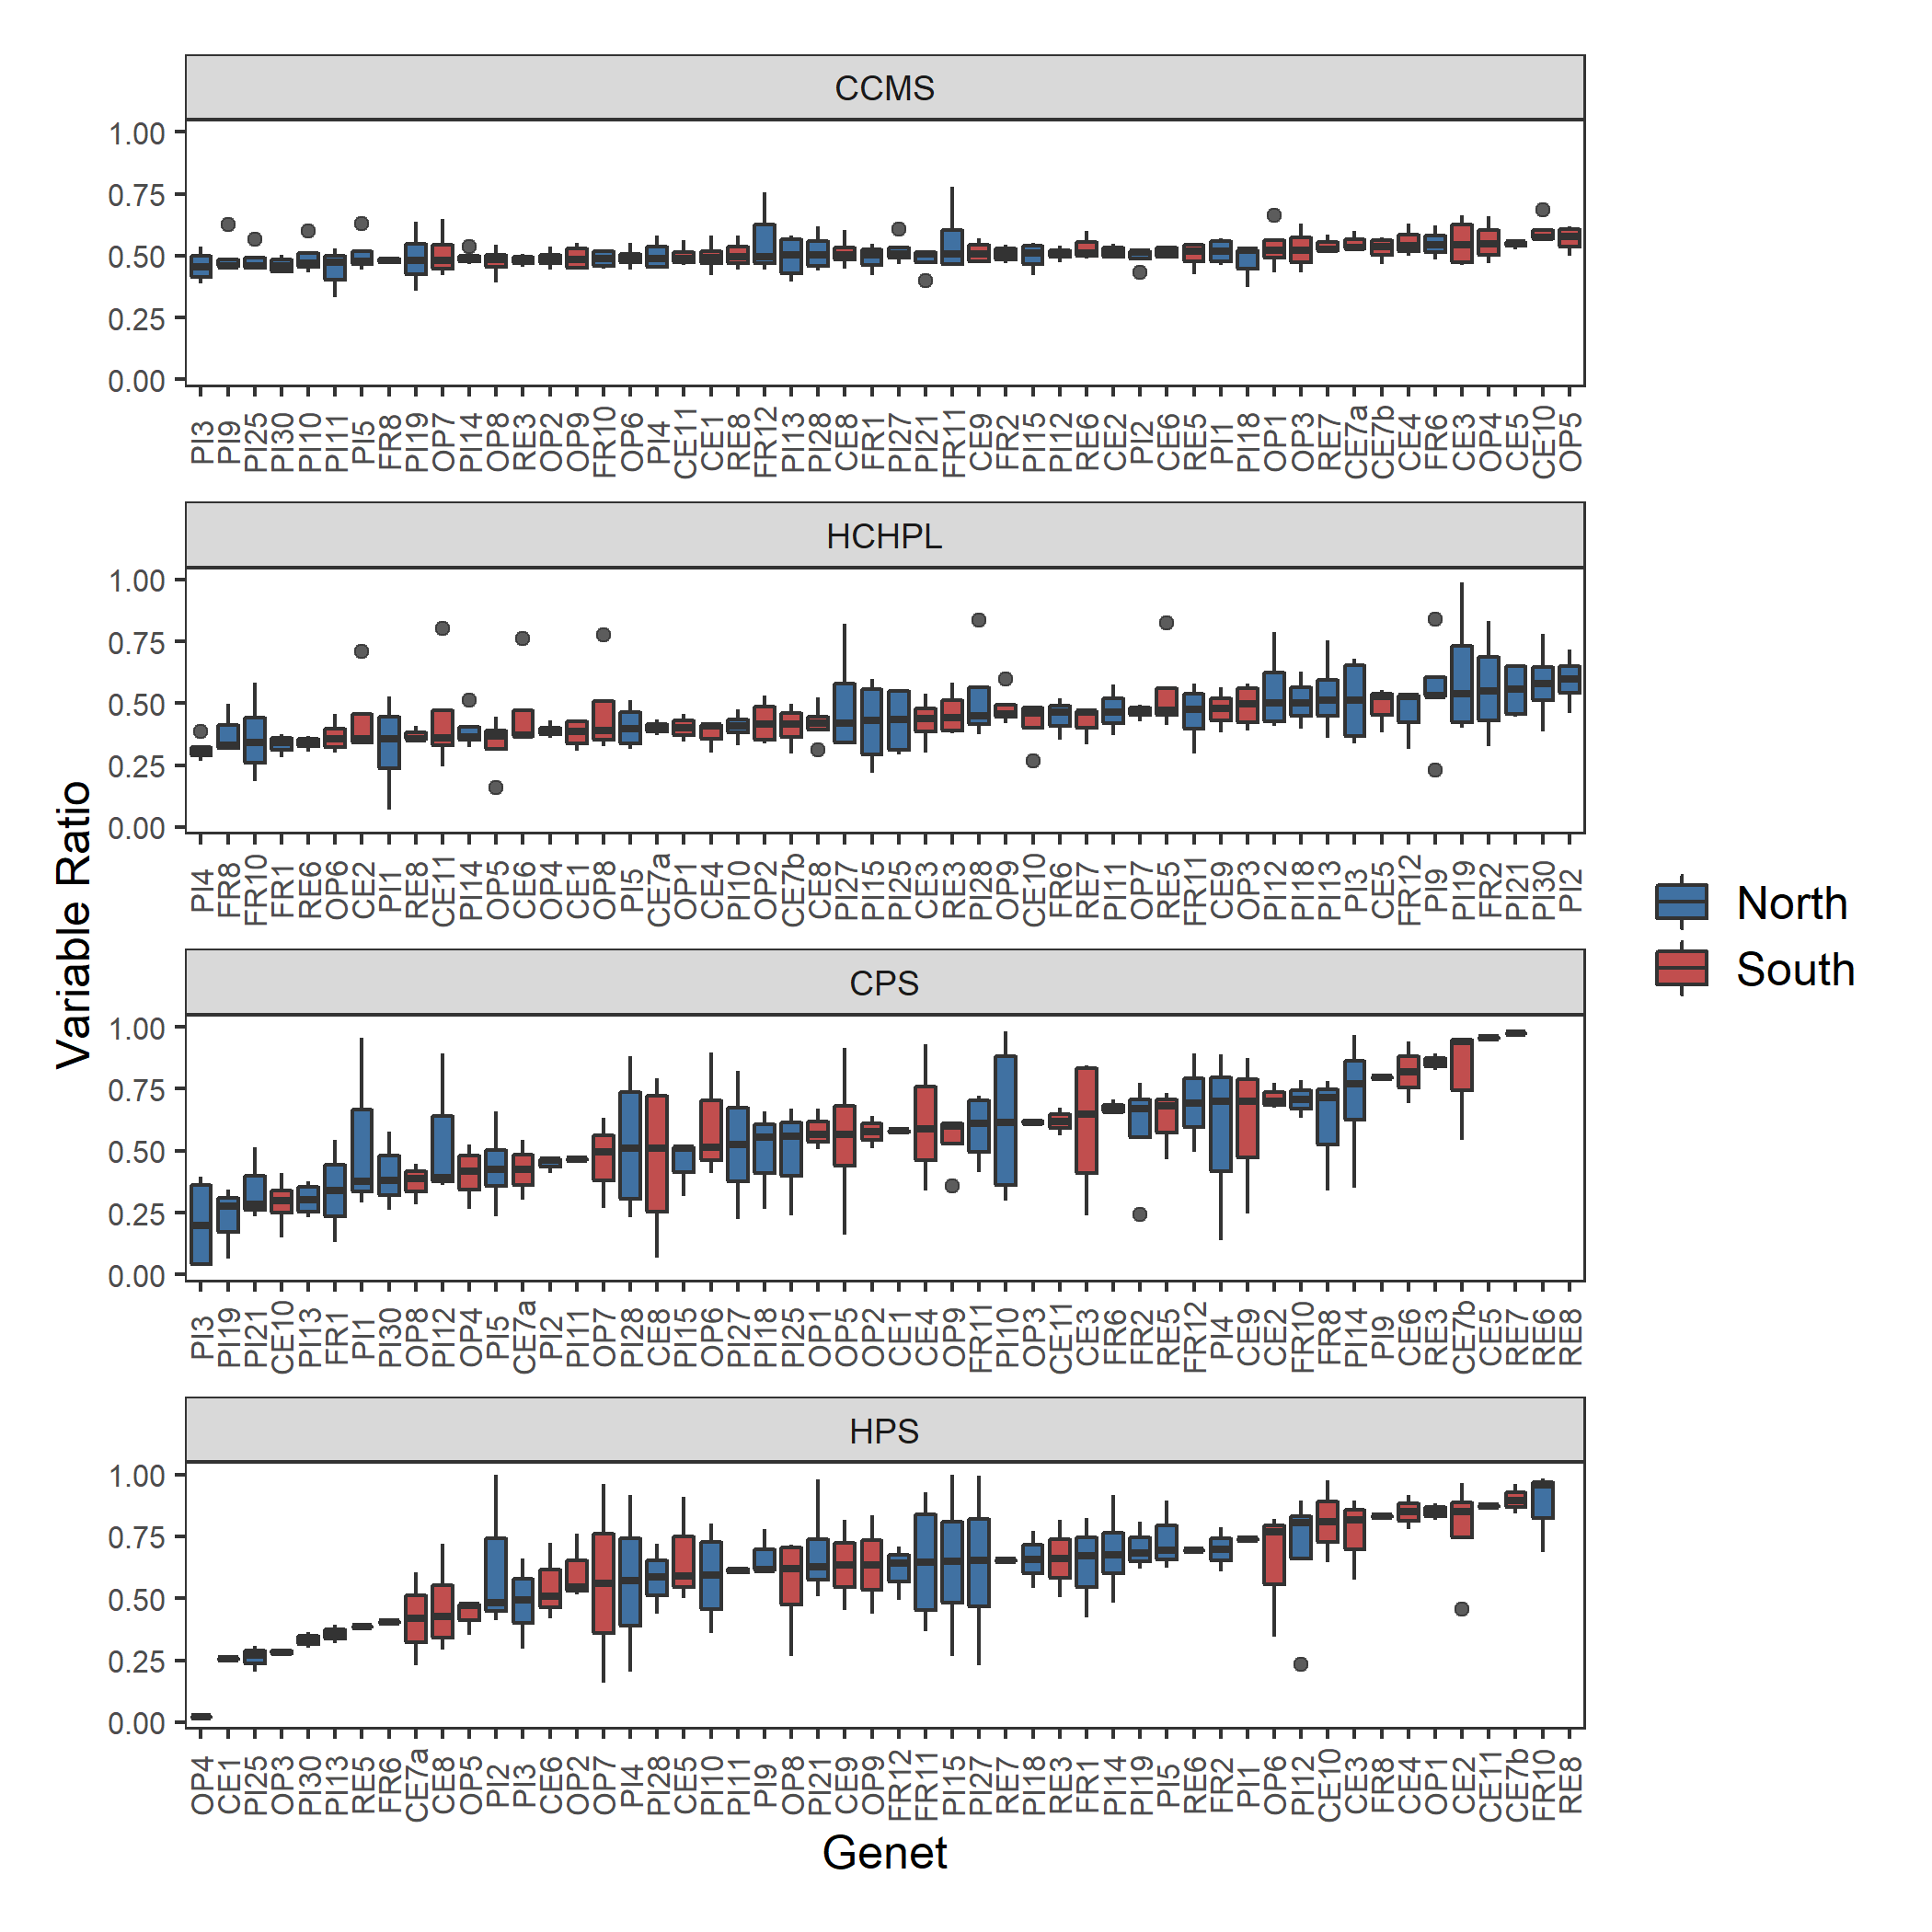 CCMS
1.00
0.75
0.50
0.25
0.00
PI3 PI9 PI25 PI30 PI10 PI11 PI5 FR8 PI19 OP7 PI14 OP8 RE3 OP2 OP9 FR10 OP6 PI4 CE11 CE1 RE8 FR12 PI13 PI28 CE8 FR1 PI27 PI21 FR11 CE9 FR2 PI15 PI12 RE6 CE2 PI2 CE6 RE5 PI1 PI18 OP1 OP3 RE7 CE7a CE7b CE4 FR6 CE3 OP4 CE5 CE10 OP5
HCHPL
1.00
0.75
0.50
0.25
0.00
PI4 FR8 FR10 FR1 RE6 OP6 CE2 PI1 RE8 CE11 PI14 OP5 CE6 OP4 CE1 OP8 PI5 CE7a OP1 CE4 PI10 OP2 CE7b CE8 PI27 PI15 PI25 CE3 RE3 PI28 OP9 CE10 FR6 RE7 PI11 OP7 RE5 FR11 CE9 OP3 PI12 PI18 PI13 PI3 CE5 FR12 PI9 PI19 FR2 PI21 PI30 PI2
CPS
1.00
0.75
0.50
0.25
0.00
PI3 PI19 PI21 CE10 PI13 FR1 PI1 PI30 OP8 PI12 OP4 PI5 CE7a PI2 PI11 OP7 PI28 CE8 PI15 OP6 PI27 PI18 PI25 OP1 OP5 OP2 CE1 CE4 OP9 FR11 PI10 OP3 CE11 CE3 FR6 FR2 RE5 FR12 PI4 CE9 CE2 FR10 FR8 PI14 PI9 CE6 RE3 CE7b CE5 RE7 RE6 RE8
HPS
1.00
0.75
0.50
0.25
0.00
OP4 CE1 PI25 OP3 PI30 PI13 RE5 FR6 CE7a CE8 OP5 PI2 PI3 CE6 OP2 OP7 PI4 PI28 CE5 PI10 PI11 PI9 OP8 PI21 CE9 OP9 FR12 FR11 PI15 PI27 RE7 PI18 RE3 FR1 PI14 PI19 PI5 RE6 FR2 PI1 OP6 PI12 CE10 CE3 FR8 CE4 OP1 CE2 CE11 CE7b FR10 RE8
Genet
Variable Ratio
North
South